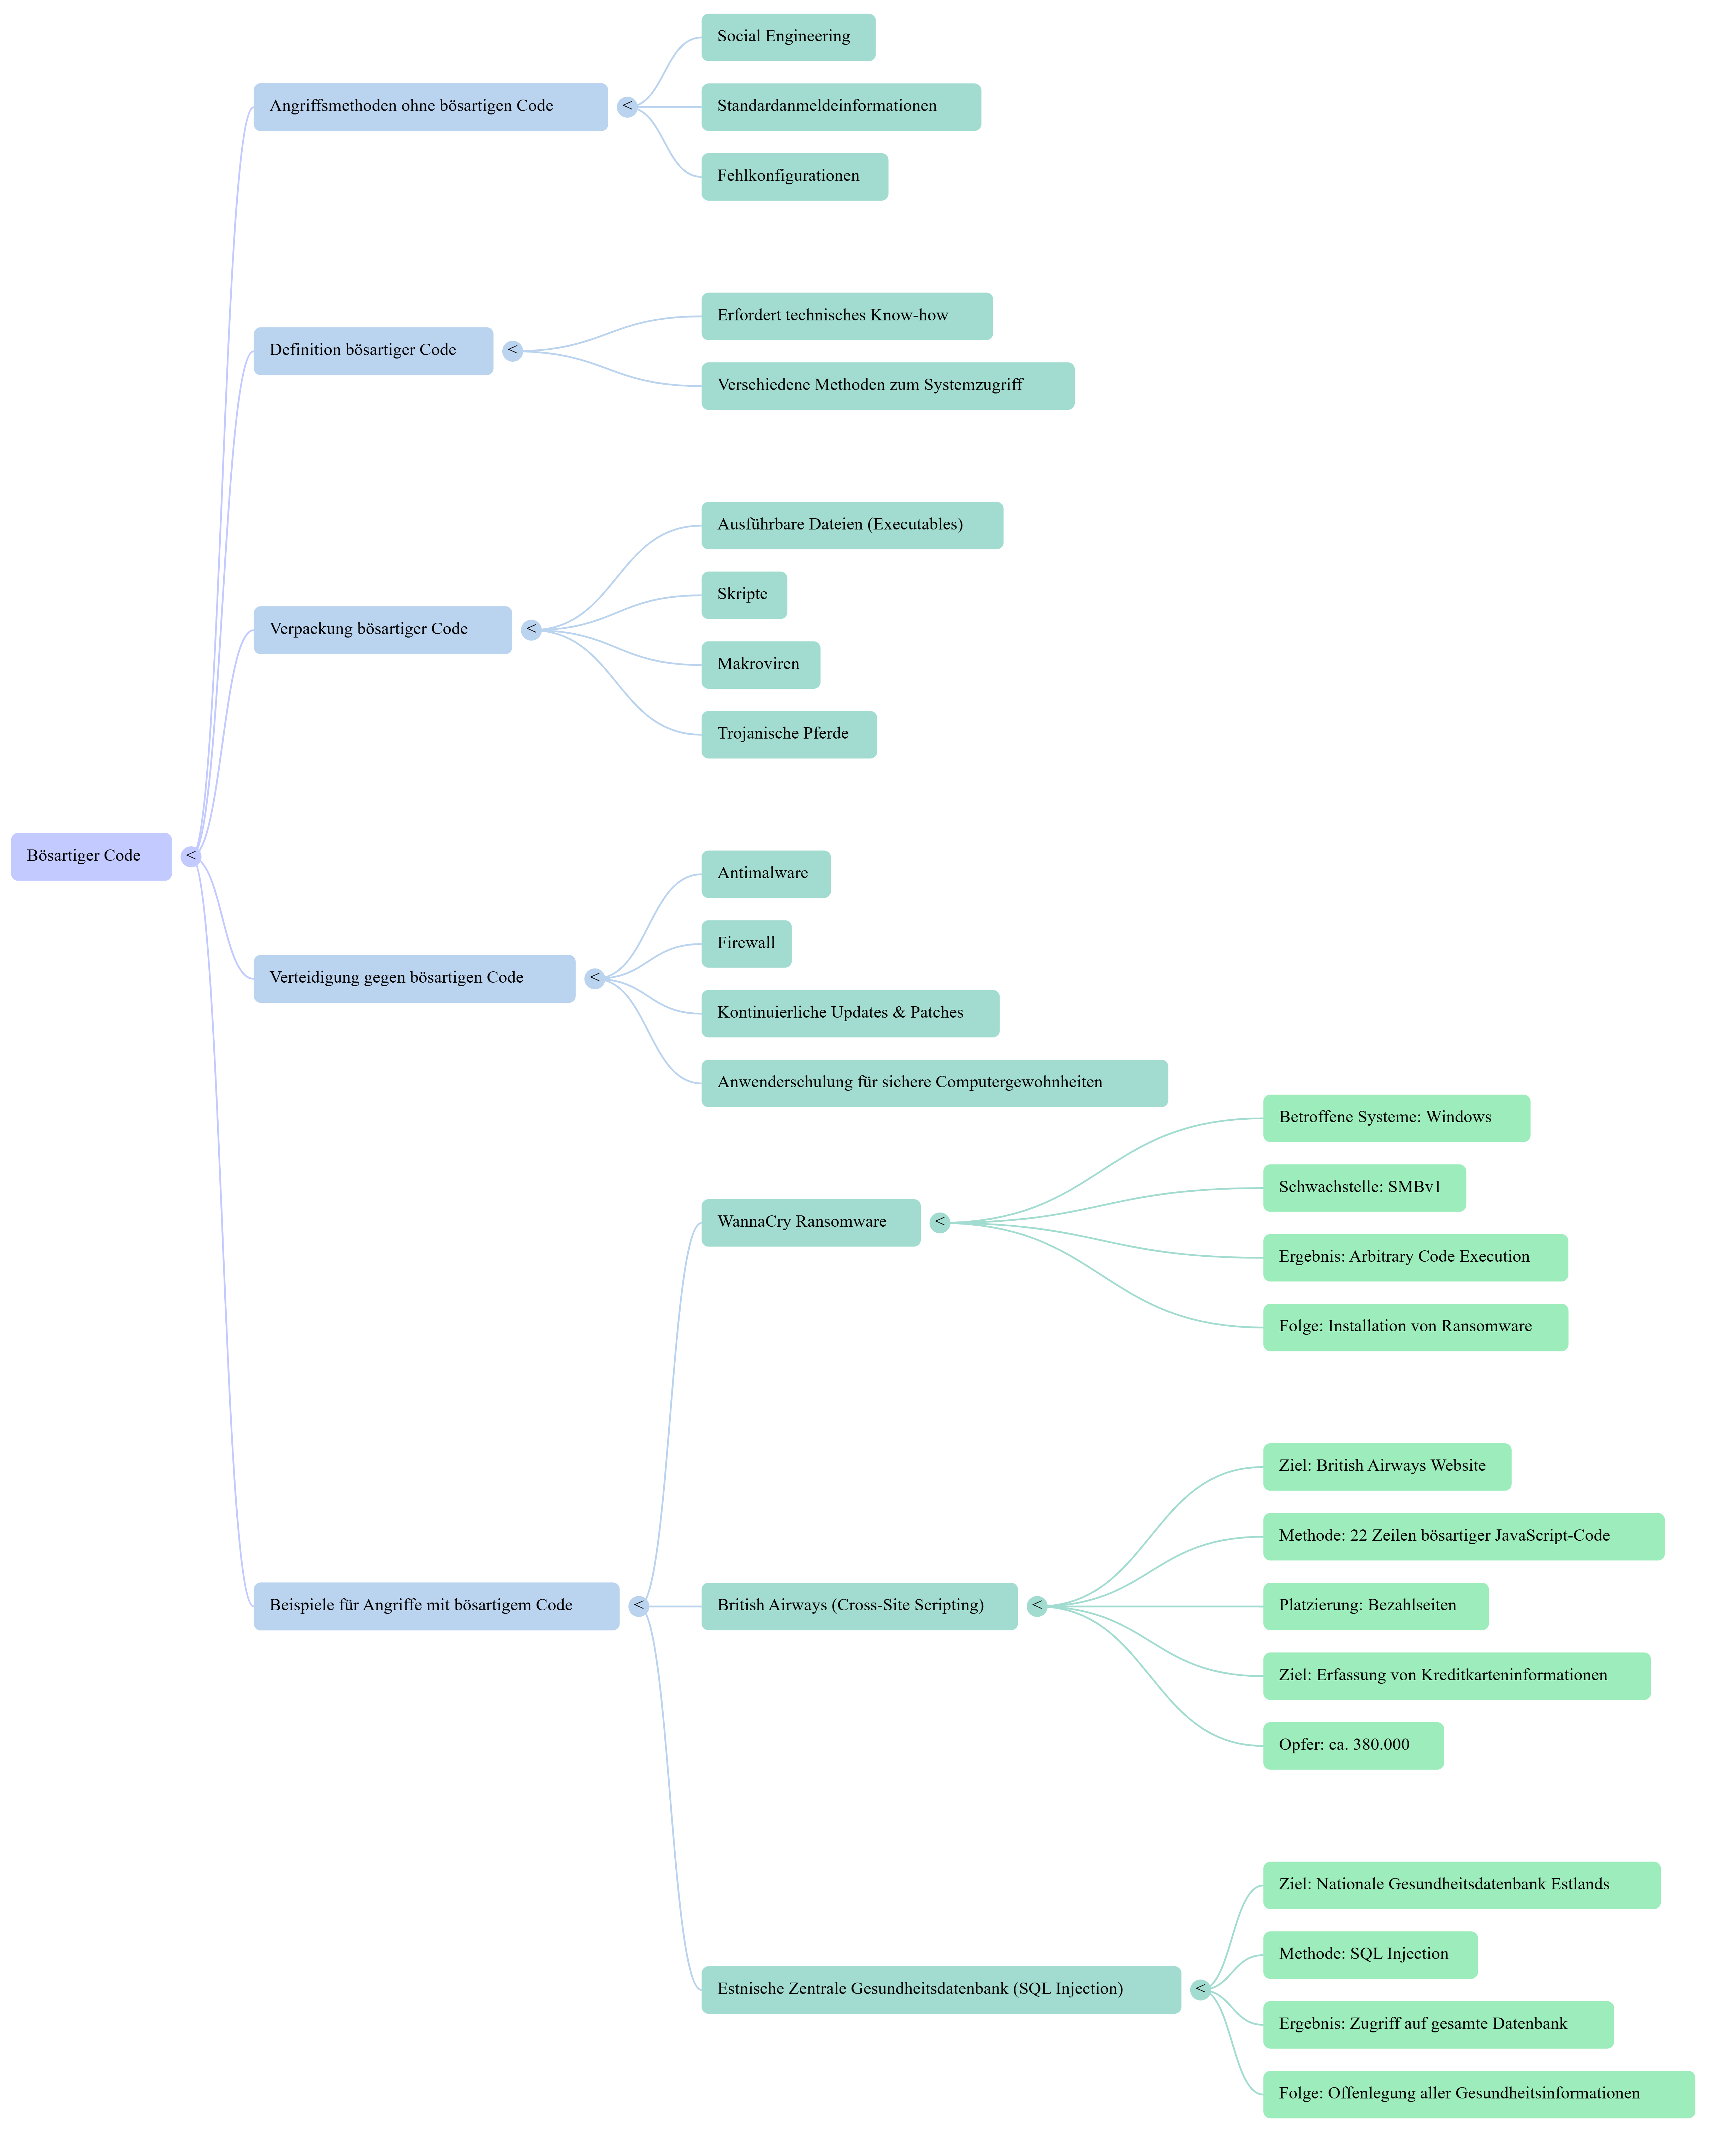 Bösartiger Code
<
Angriffsmethoden ohne bösartigen Code
<
Social Engineering
Standardanmeldeinformationen
Fehlkonfigurationen
Definition bösartiger Code
<
Erfordert technisches Know-how
Verschiedene Methoden zum Systemzugriff
Verpackung bösartiger Code
<
Ausführbare Dateien (Executables)
Skripte
Makroviren
Trojanische Pferde
Verteidigung gegen bösartigen Code
<
Antimalware
Firewall
Kontinuierliche Updates & Patches
Anwenderschulung für sichere Computergewohnheiten
Beispiele für Angriffe mit bösartigem Code
<
WannaCry Ransomware
<
Betroffene Systeme: Windows
Schwachstelle: SMBv1
Ergebnis: Arbitrary Code Execution
Folge: Installation von Ransomware
British Airways (Cross-Site Scripting)
<
Ziel: British Airways Website
Methode: 22 Zeilen bösartiger JavaScript-Code
Platzierung: Bezahlseiten
Ziel: Erfassung von Kreditkarteninformationen
Opfer: ca. 380.000
Estnische Zentrale Gesundheitsdatenbank (SQL Injection)
<
Ziel: Nationale Gesundheitsdatenbank Estlands
Methode: SQL Injection
Ergebnis: Zugriff auf gesamte Datenbank
Folge: Offenlegung aller Gesundheitsinformationen